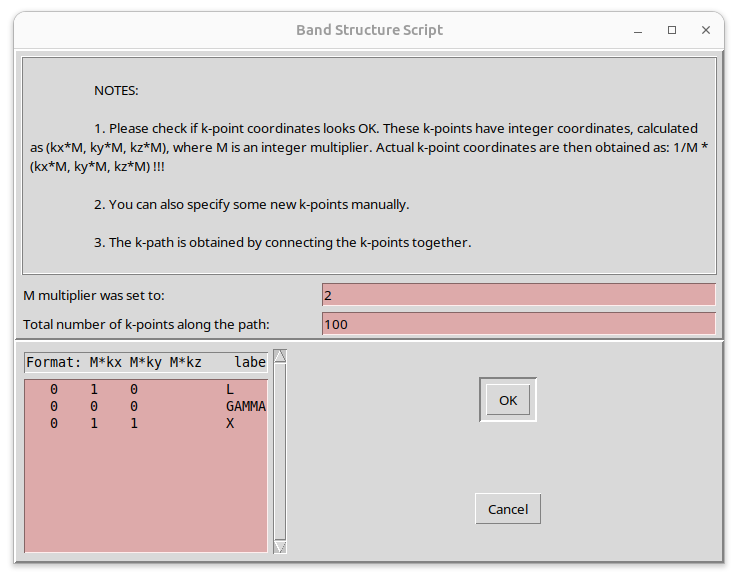 Band Structure Script
NOTES:
1. Please check if k-point coordinates looks OK. These k-points have integer coordinates, calculated
as (kx*M, ky*M, kz*M), where M is an integer multiplier. Actual k-point coordinates are then obtained as: 1/M *
(kx*M, ky*M, kz*M) !!!
2. You can also specify some new k-points manually.
3. The k-path is obtained by connecting the k-points together.
M multiplier was set to: 2
Total number of k-points along the path: 100
Format: M*kx M*ky M*kz labe
0 1 0 L
0 0 0 GAMMA
0 1 1 X
OK
Cancel